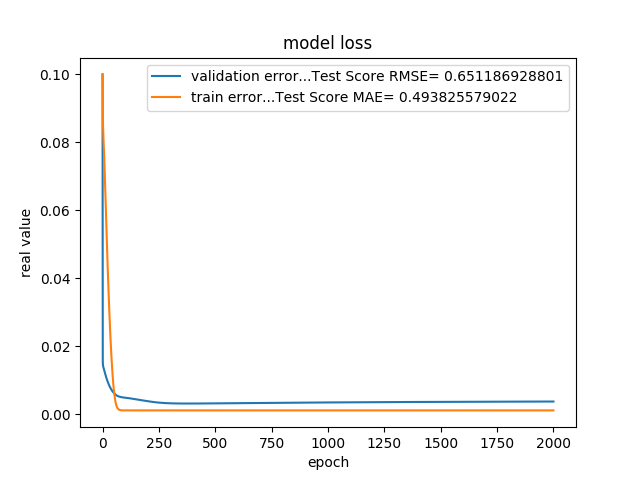 model loss
validation error...Test Score RMSE= 0.651186928801
train error...Test Score MAE= 0.493825579022
real value
0.10
0.08
0.06
0.04
0.02
0.00
0 250 500 750 1000 1250 1500 1750 2000
epoch